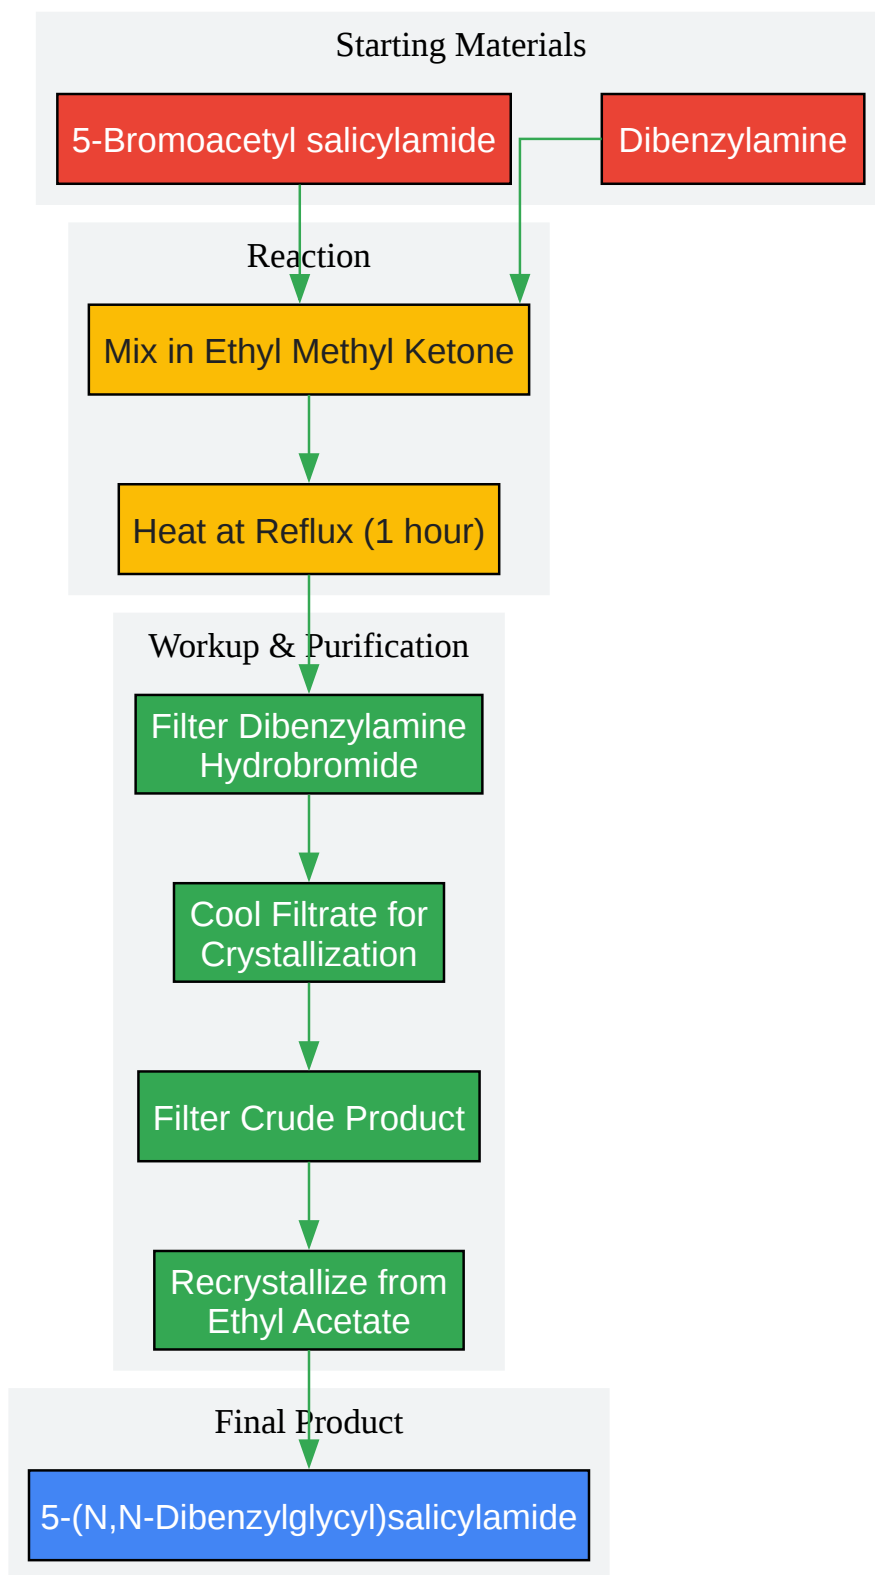 Starting Materials
5-Bromoacetyl salicylamide
Dibenzylamine
Reaction
Mix in Ethyl Methyl Ketone
Heat at Reflux (1 hour)
Workup & Purification
Filter Dibenzylamine
Hydrobromide
Cool Filtrate for
Crystallization
Filter Crude Product
Recrystallize from
Ethyl Acetate
Final Product
5-(N,N-Dibenzylglycyl)salicylamide